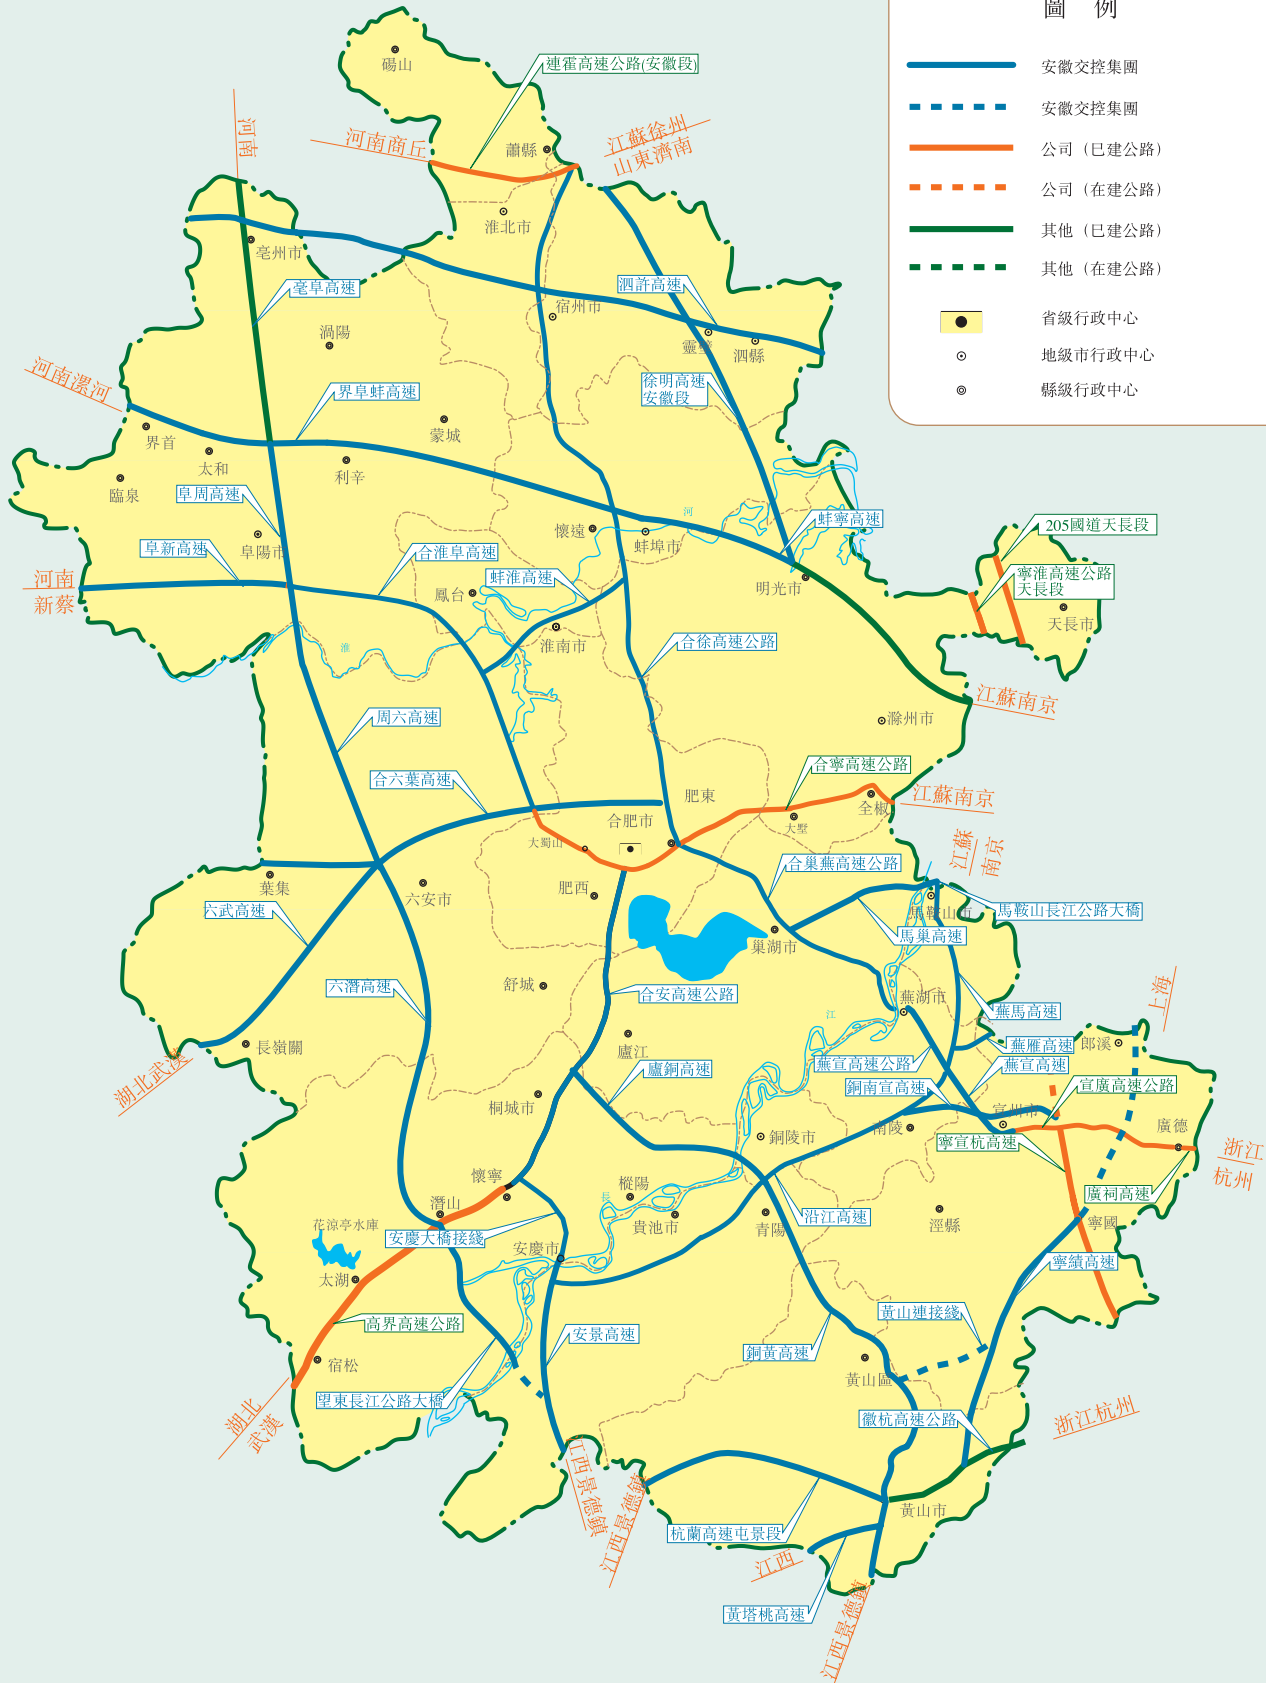 圖 例
安徽交控集團
安徽交控集團
公司（已建公路）
公司（在建公路）
其他（已建公路）
其他（在建公路）
省級行政中心
地級市行政中心
縣級行政中心
碭山
連霍高速公路(安徽段)
河南
河南商丘
蕭縣
江蘇徐州
山東濟南
淮北市
亳州市
亳阜高速
泗許高速
宿州市
渦陽
靈璧
泗縣
河南漯河
界阜蚌高速
徐明高速
安徽段
界首
蒙城
太和
利辛
臨泉
阜周高速
河
蚌寧高速
懷遠
蚌埠市
205國道天長段
阜新高速
阜陽市
合淮阜高速
河南
新蔡
蚌淮高速
鳳台
明光市
寧淮高速公路
天長段
天長市
淮
淮南市
合徐高速公路
江蘇南京
周六高速
滁州市
合六葉高速
合寧高速公路
肥東
江蘇南京
全椒
大墅
合肥市
大蜀山
江蘇
南京
合巢蕪高速公路
葉集
六安市
肥西
六武高速
馬鞍山市
馬鞍山長江公路大橋
馬巢高速
巢湖市
六潛高速
舒城
合安高速公路
蕪湖市
上海
江
蕪馬高速
長嶺關
廬江
蕪雁高速
郎溪
湖北武漢
廬銅高速
蕪宣高速公路
蕪宣高速
銅南宣高速
宣廣高速公路
桐城市
宣州市
銅陵市
南陵
廣德
寧宣杭高速
浙江
杭州
懷寧
樅陽
廣祠高速
長
潛山
貴池市
沿江高速
青陽
涇縣
寧國
花涼亭水庫
安慶大橋接綫
安慶市
太湖
寧績高速
高界高速公路
安景高速
黃山連接綫
宿松
銅黃高速
黃山區
望東長江公路大橋
湖北
武漢
徽杭高速公路
浙江杭州
江西景德鎮
江西景德鎮
黃山市
杭蘭高速屯景段
江西
黃塔桃高速
江西景德鎮